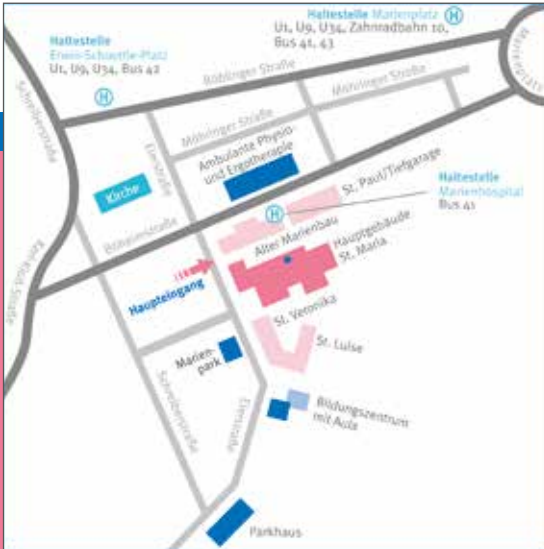 Haltestelle Marienplatz H
U1, U9, U34, Zahnradbahn 10,
Bus 41, 43
Haltestelle
Erwin-Schoettle-Platz
U1, U9, U34, Bus 42
H
Schreiberstraße
Böblinger Straße
Möhringer Straße
Möhringer Straße
Eierstraße
Ambulante Physio-
und Ergotherapie
Kirche
St. Paul/Tiefgarage
Haltestelle
Marienhospital
Bus 41
H
Böheimstraße
Alter Marienbau
Hauptgebäude
St. Maria
Haupteingang
St. Veronika
St. Luise
Marien-
park
Schreiberstraße
Eierstraße
Bildungszentrum
mit Aula
Parkhaus